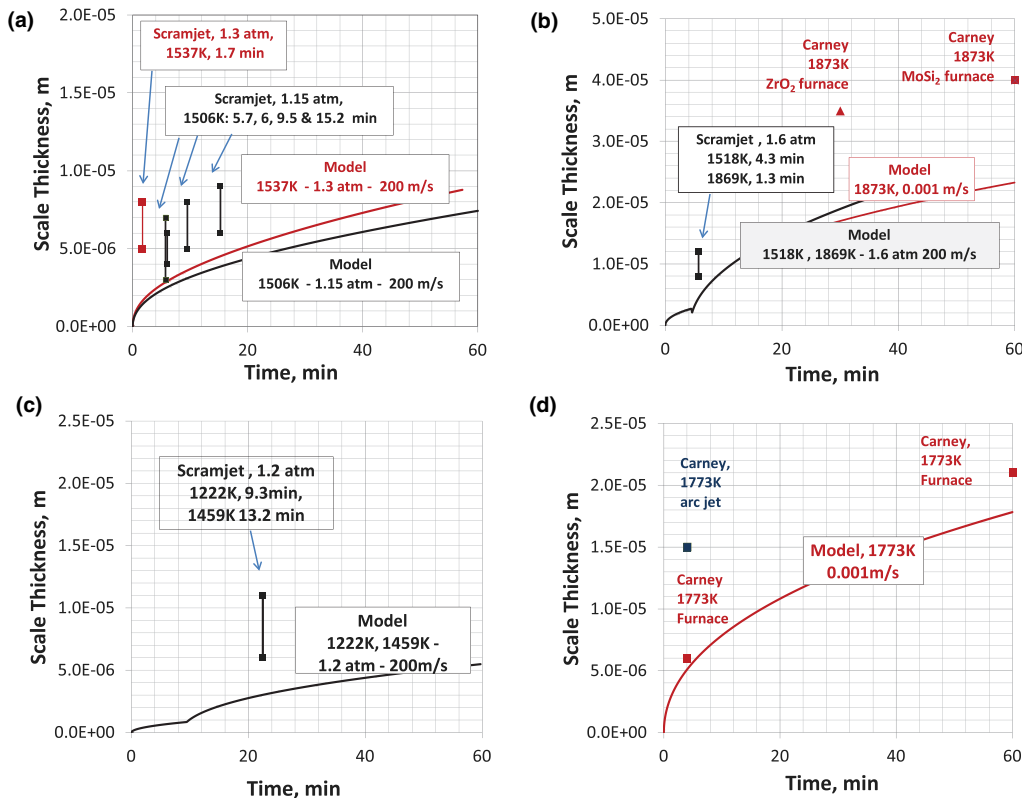 (a)
2.0E-05
1.5E-05
1.0E-05
5.0E-06
0.0E+00
Scale Thickness, m
Scramjet, 1.3 atm,
1537K, 1.7 min
Scramjet, 1.15 atm,
1506K: 5.7, 6, 9.5 & 15.2 min
Model
1537K - 1.3 atm - 200 m/s
Model
1506K - 1.15 atm - 200 m/s
0 20 40 60
Time, min
(b)
5.0E-05
4.0E-05
3.0E-05
2.0E-05
1.0E-05
0.0E+00
Scale Thickness, m
Carney
1873K
ZrO₂ furnace
Carney
1873K
MoSi₂ furnace
Scramjet , 1.6 atm
1518K, 4.3 min
1869K, 1.3 min
Model
1873K, 0.001 m/s
Model
1518K , 1869K - 1.6 atm 200 m/s
0 20 40 60
Time, min
(c)
2.5E-05
2.0E-05
1.5E-05
1.0E-05
5.0E-06
0.0E+00
Scale Thickness, m
Scramjet , 1.2 atm
1222K, 9.3min,
1459K 13.2 min
Model
1222K, 1459K -
1.2 atm - 200m/s
0 20 40 60
Time, min
(d)
2.5E-05
2.0E-05
1.5E-05
1.0E-05
5.0E-06
0.0E+00
Scale Thickness, m
Carney,
1773K
arc jet
Carney,
1773K
Furnace
Model, 1773K
0.001m/s
Carney
1773K
Furnace
0 20 40 60
Time, min